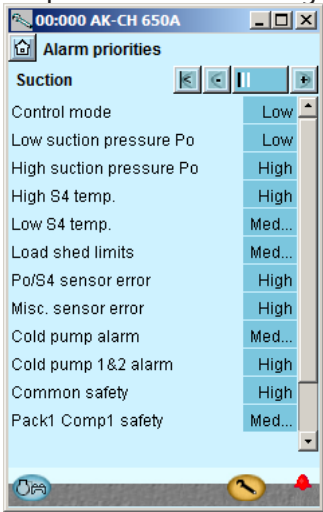 00:000 AK-CH 650A
Alarm priorities
Suction
Control mode Low
Low suction pressure Po Low
High suction pressure Po High
High S4 temp. High
Low S4 temp. Med...
Load shed limits Med...
Po/S4 sensor error High
Misc. sensor error High
Cold pump alarm Med...
Cold pump 1&2 alarm High
Common safety High
Pack1 Comp1 safety Med...